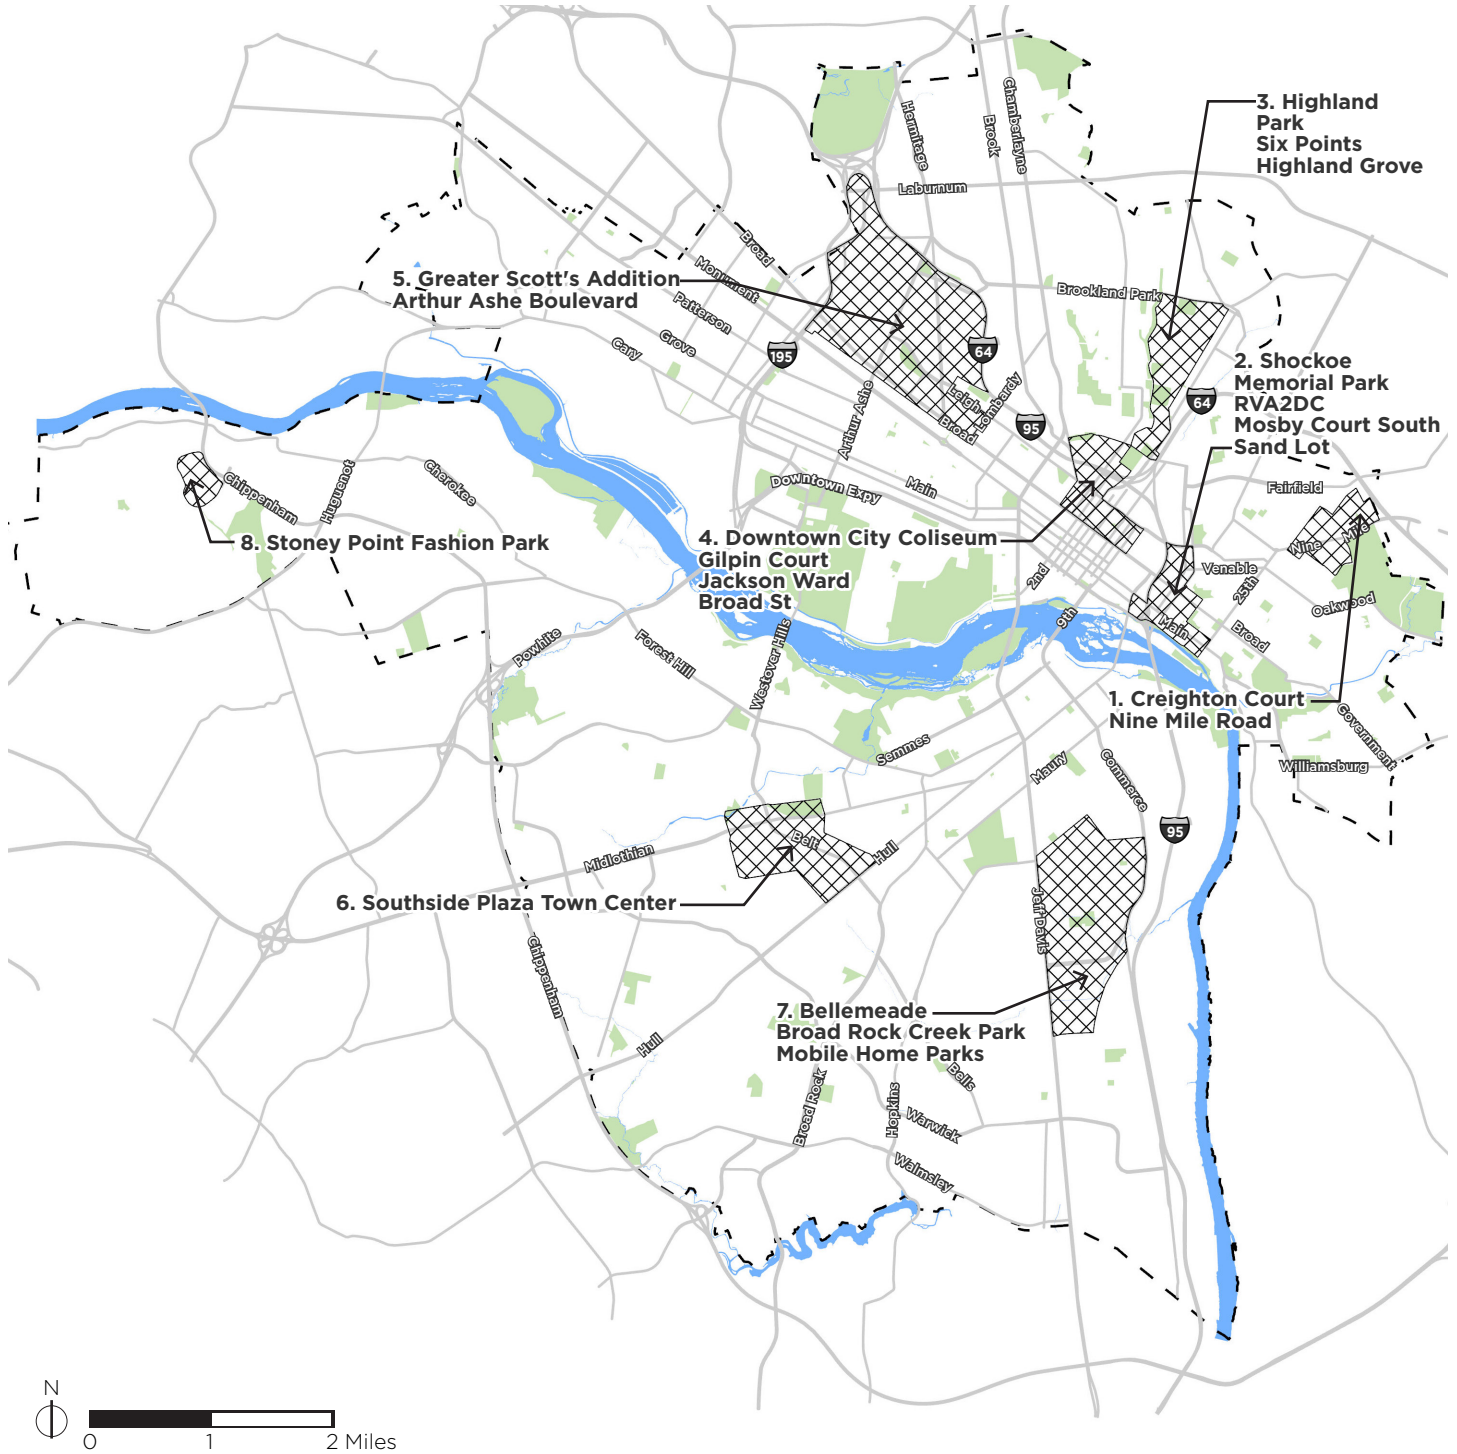 3. Highland
Park
Six Points
Highland Grove
Hermitage
Brook
Chamberlayne
Laburnum
Broad
Monument
Patterson
Grove
Cary
5. Greater Scott's Addition
Arthur Ashe Boulevard
Brookland Park
195
64
64
95
2. Shockoe
Memorial Park
RVA2DC
Mosby Court South
Sand Lot
Leigh
Lombardy
Broad
Arthur Ashe
Main
Downtown Expy
Fairfield
Nine Mile
Venable
25th
Oakwood
Broad
Main
Government
Williamsburg
Cherokee
Huguenot
Chippenham
8. Stoney Point Fashion Park
4. Downtown City Coliseum
Gilpin Court
Jackson Ward
Broad St
2nd
9th
1. Creighton Court
Nine Mile Road
Powhite
Forest Hill
Westover Hills
Semmes
Maury
Commerce
95
Belt
Hull
Midlothian
6. Southside Plaza Town Center
Jeff Davis
Chippenham
7. Bellemeade
Broad Rock Creek Park
Mobile Home Parks
Hull
Bells
Broad Rock
Hopkins
Warwick
Walmsley
N
0 1 2 Miles